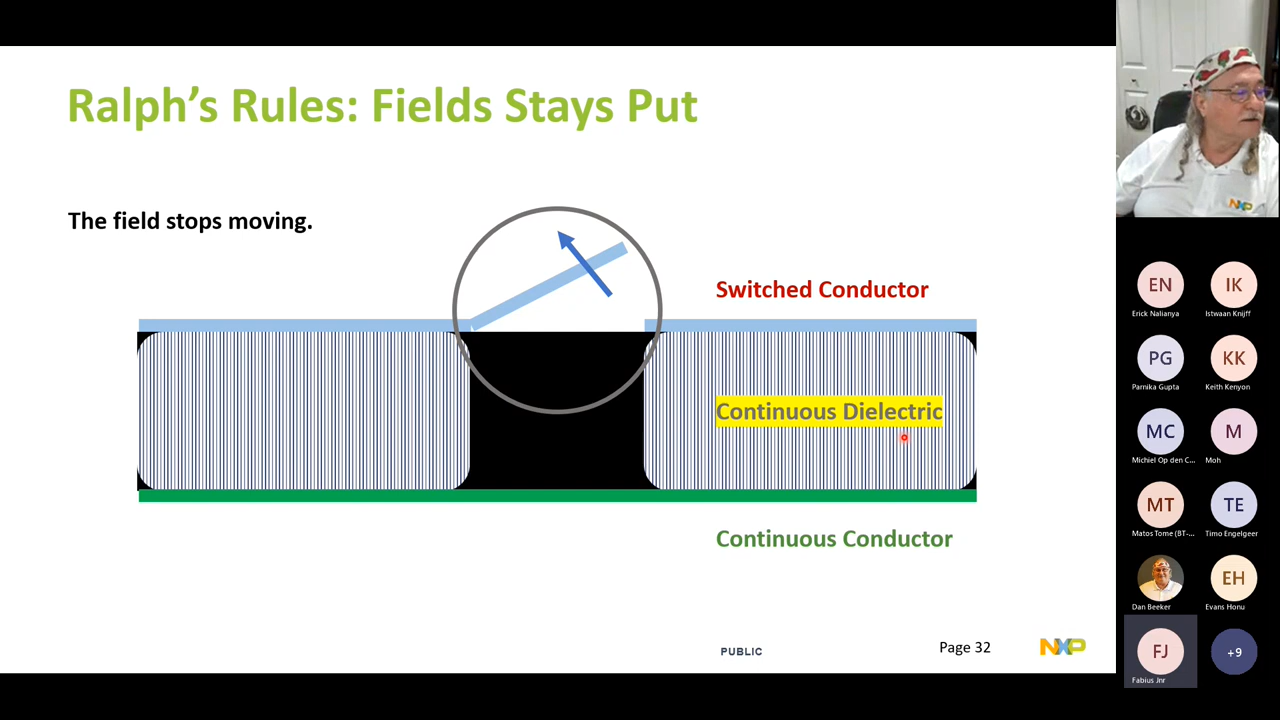 Ralph's Rules: Fields Stays Put
The field stops moving.
Switched Conductor
Continuous Dielectric
Continuous Conductor
PUBLIC
Page 32
NXP
NXP
EN
Erick Nalianya
IK
Istwaan Knijff
PG
Parnika Gupta
KK
Keith Kenyon
MC
Michiel Op den C...
M
Moh
MT
Matos Tome (BT-...
TE
Timo Engelgeer
Dan Beeker
EH
Evans Honu
FJ
Fabius Jnr
+9